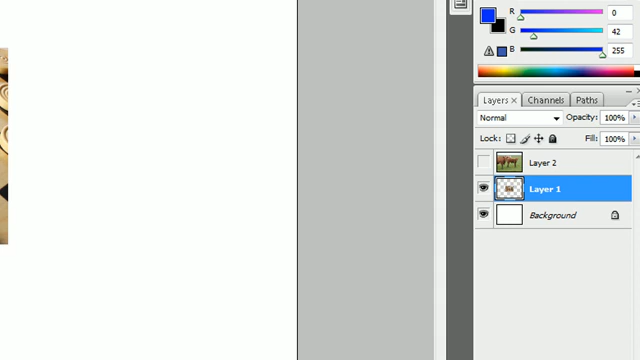 R 0
G 42
B 255
Layers × Channels Paths
Normal Opacity: 100%
Lock: Fill: 100%
Layer 2
Layer 1
Background